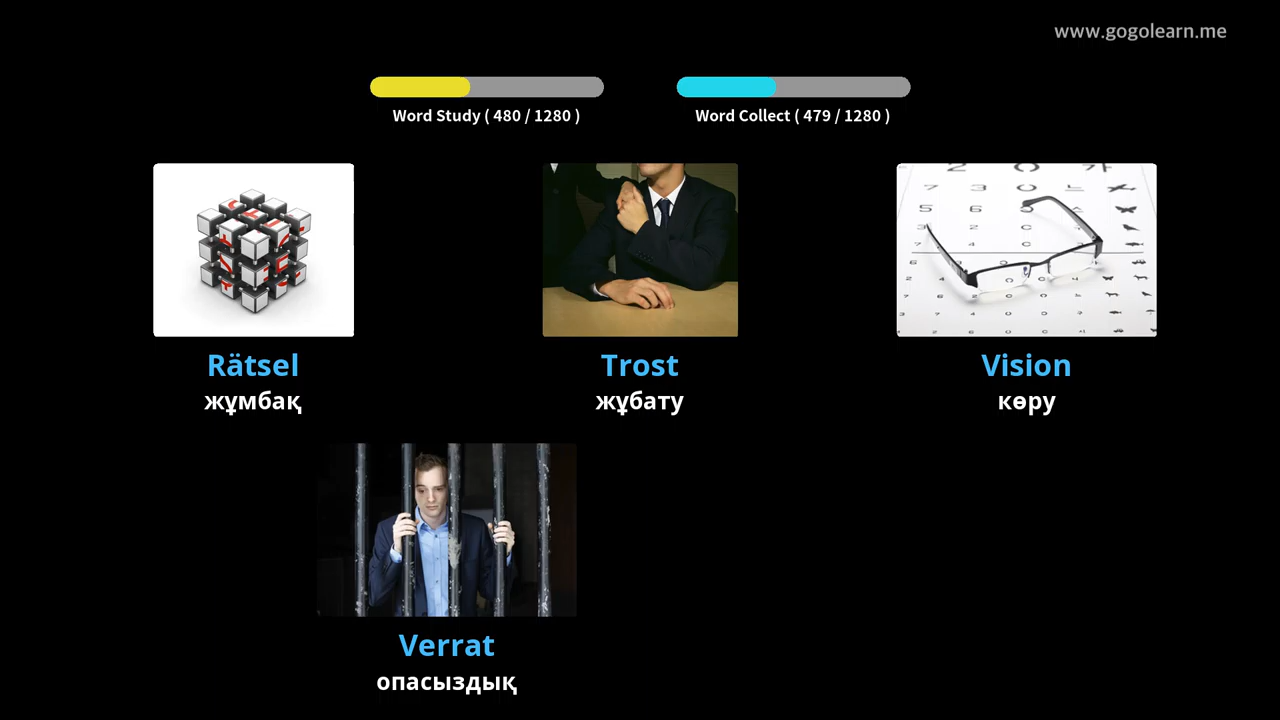 www.gogolearn.me
Word Study ( 480 / 1280 )
Word Collect ( 479 / 1280 )
Rätsel
жұмбақ
Trost
жұбату
Vision
көру
Verrat
опасыздық